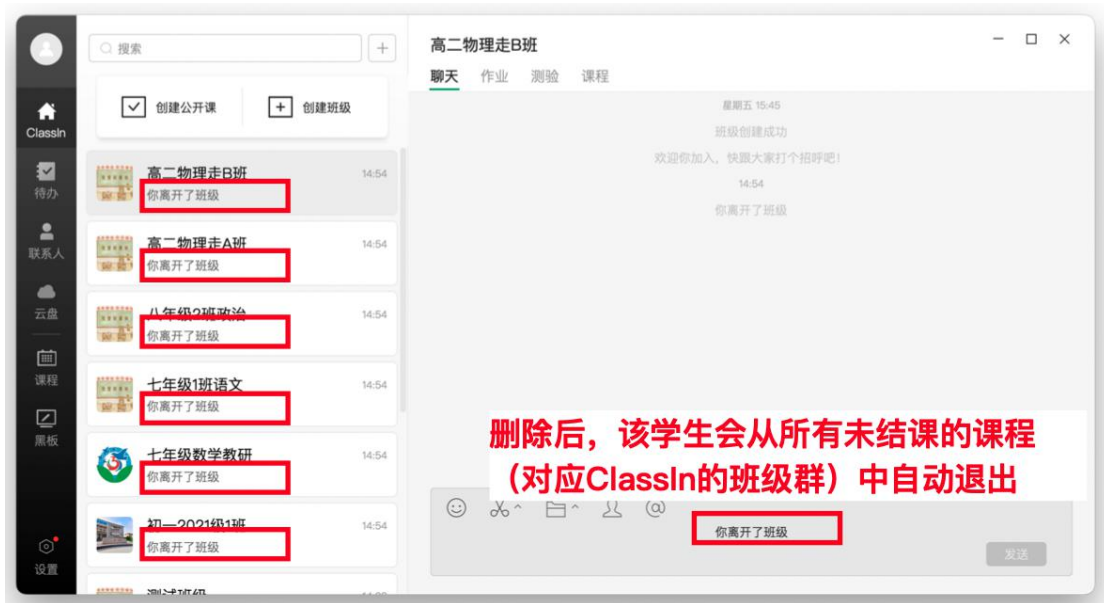 搜索
创建公开课
创建班级
ClassIn
待办
联系人
云盘
课程
黑板
设置
高二物理走B班
14:54
你离开了班级
高二物理走A班
14:54
你离开了班级
八年级2班政治
14:54
你离开了班级
七年级1班语文
14:54
你离开了班级
七年级数学教研
14:54
你离开了班级
初一2021级1班
14:54
你离开了班级
测试班级
高二物理走B班
聊天 作业 测验 课程
星期五 15:45
班级创建成功
欢迎你加入，快跟大家打个招呼吧！
14:54
你离开了班级
删除后，该学生会从所有未结课的课程
（对应ClassIn的班级群）中自动退出
你离开了班级
发送